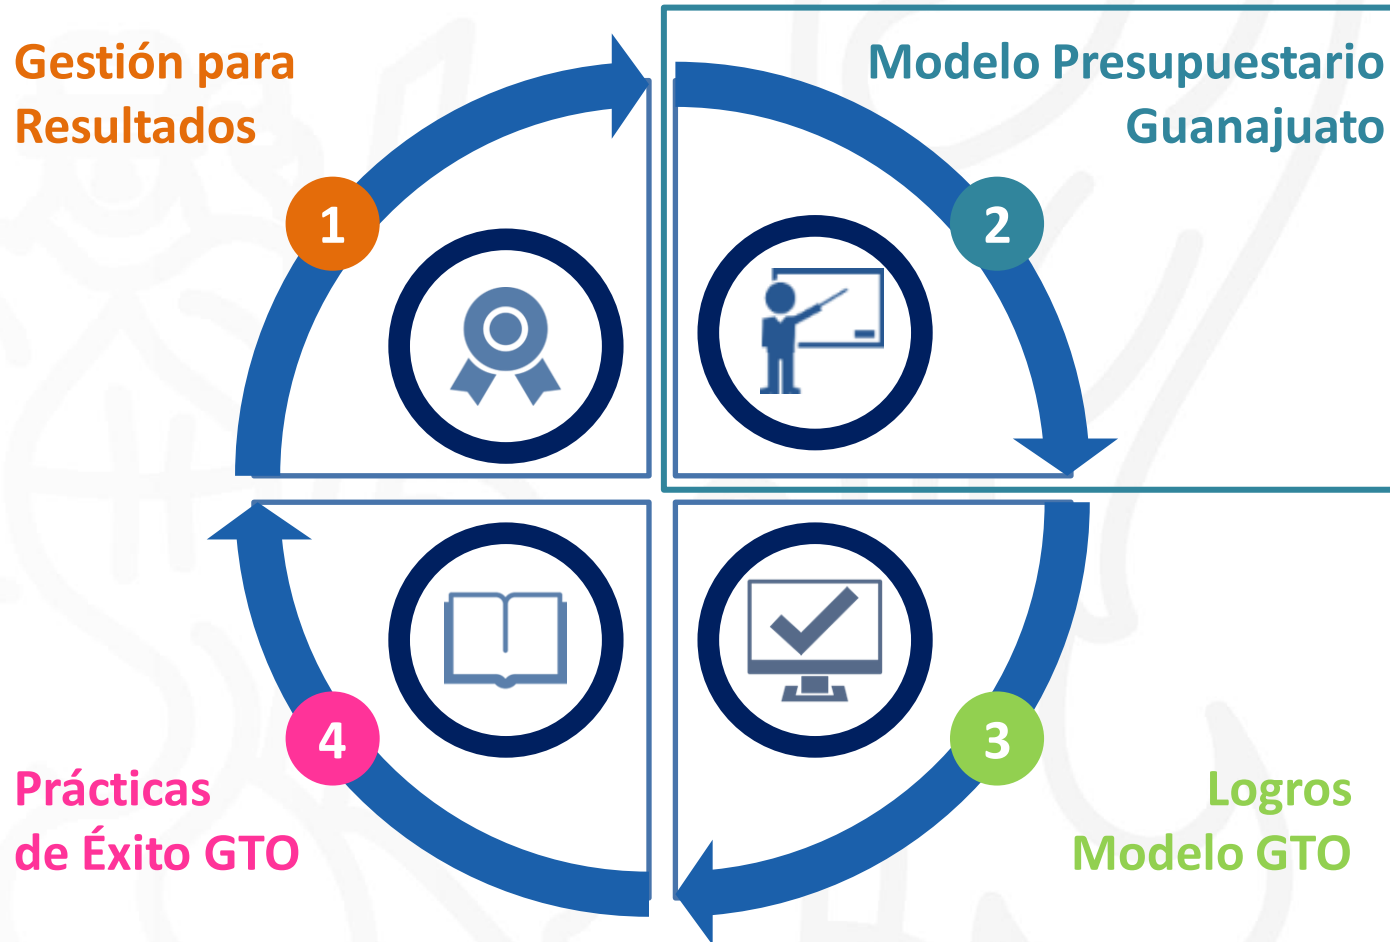 Gestión para
Resultados
1
Modelo Presupuestario
Guanajuato
2
3
Logros
Modelo GTO
4
Prácticas
de Éxito GTO